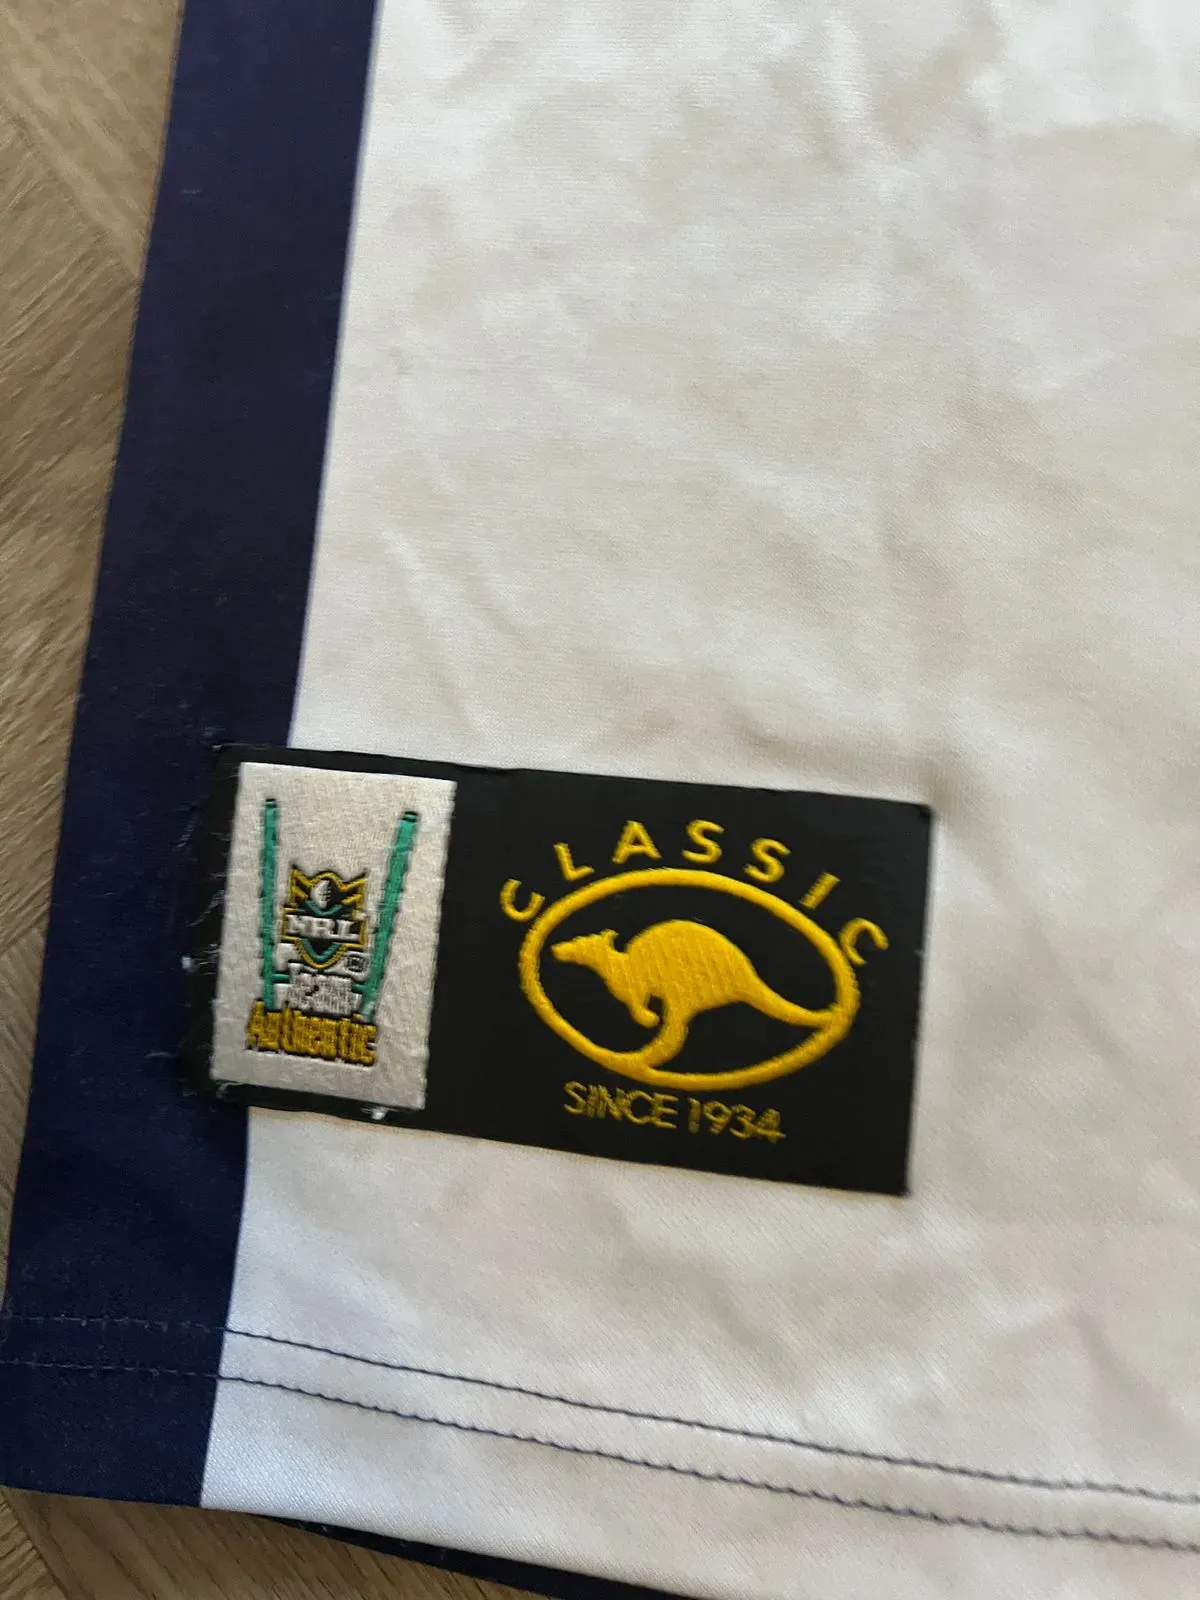 NRL
Authentic
CLASSIC
SINCE 1934